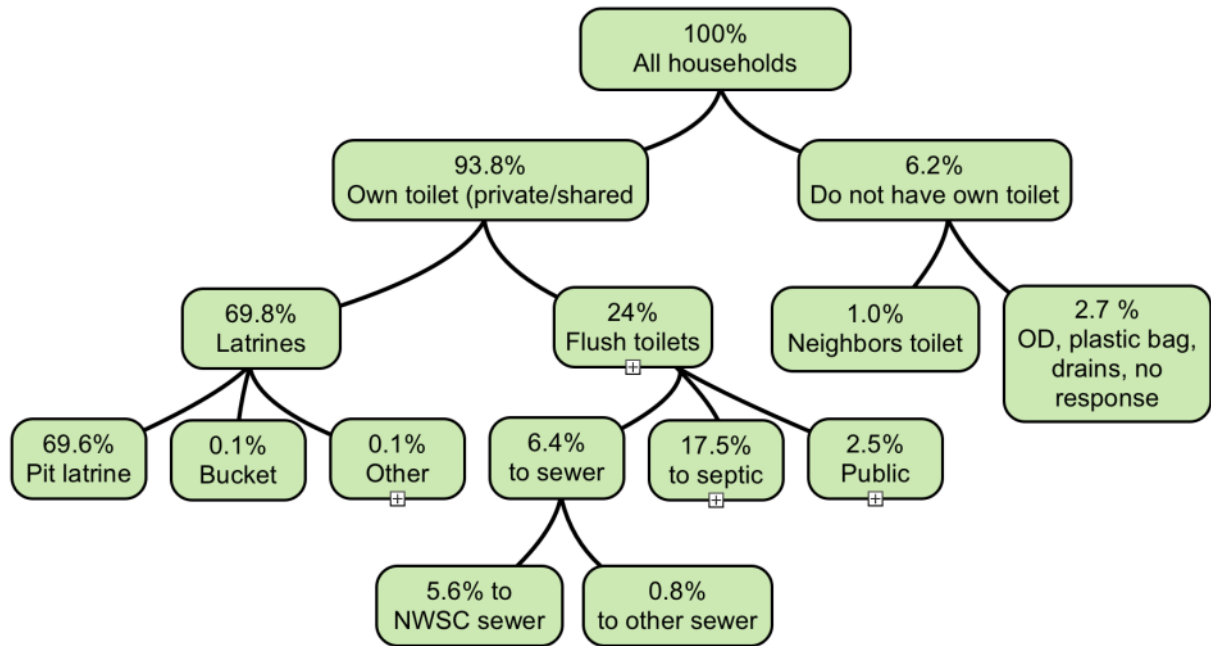 100%
All households
93.8%
Own toilet (private/shared
6.2%
Do not have own toilet
69.8%
Latrines
24%
Flush toilets
1.0%
Neighbors toilet
2.7 %
OD, plastic bag,
drains, no
response
69.6%
Pit latrine
0.1%
Bucket
0.1%
Other
6.4%
to sewer
17.5%
to septic
2.5%
Public
5.6% to
NWSC sewer
0.8%
to other sewer